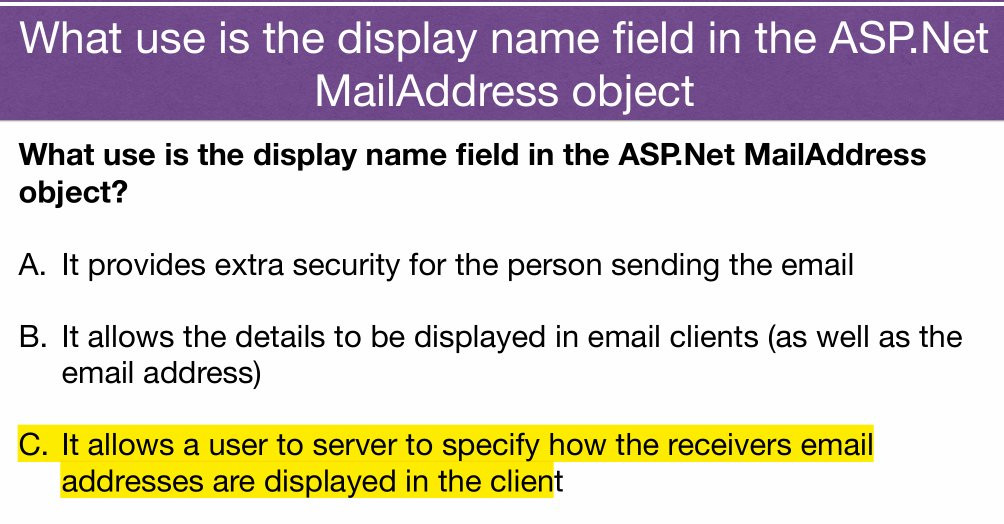 What use is the display name field in the ASP.Net
MailAddress object
What use is the display name field in the ASP.Net MailAddress
object?
A. It provides extra security for the person sending the email
B. It allows the details to be displayed in email clients (as well as the
email address)
C. It allows a user to server to specify how the receivers email
addresses are displayed in the client